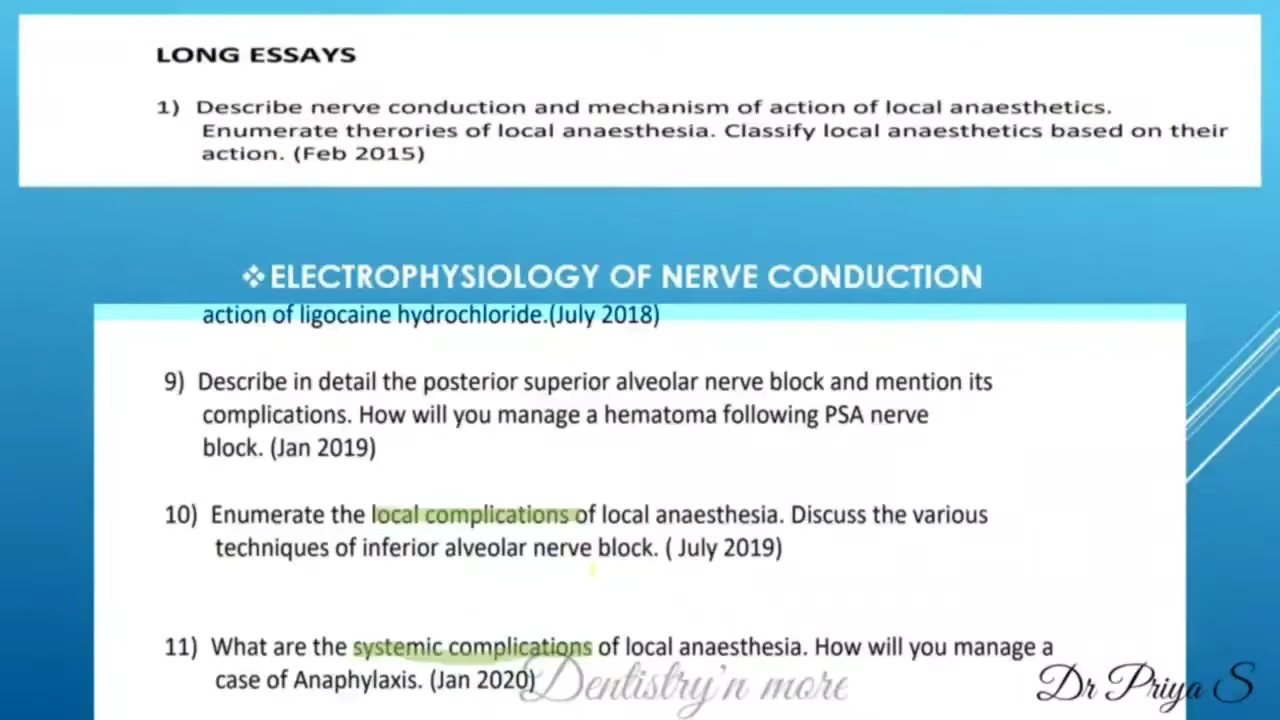 LONG ESSAYS
1) Describe nerve conduction and mechanism of action of local anaesthetics.
Enumerate therories of local anaesthesia. Classify local anaesthetics based on their
action. (Feb 2015)
❖ELECTROPHYSIOLOGY OF NERVE CONDUCTION
action of ligocaine hydrochloride.(July 2018)
9) Describe in detail the posterior superior alveolar nerve block and mention its
complications. How will you manage a hematoma following PSA nerve
block. (Jan 2019)
10) Enumerate the local complications of local anaesthesia. Discuss the various
techniques of inferior alveolar nerve block. ( July 2019)
11) What are the systemic complications of local anaesthesia. How will you manage a
case of Anaphylaxis. (Jan 2020)
Dentistry'n more
Dr Priya S